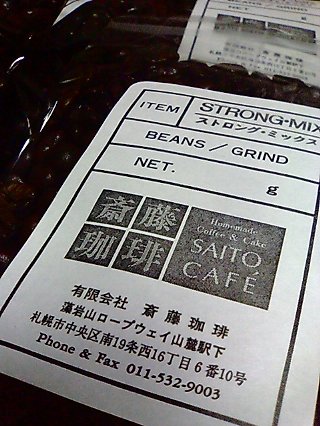 ITEM STRONG・MIX
ストロング・ミックス
BEANS / GRIND
NET. g
斎藤
珈琲
Homemade
Coffee & Cake
SAITO
CAFÉ
有限会社 斎藤珈琲
藻岩山ロープウェイ山麓駅下
札幌市中央区南19条西16丁目6番10号
Phone & Fax 011-532-9003